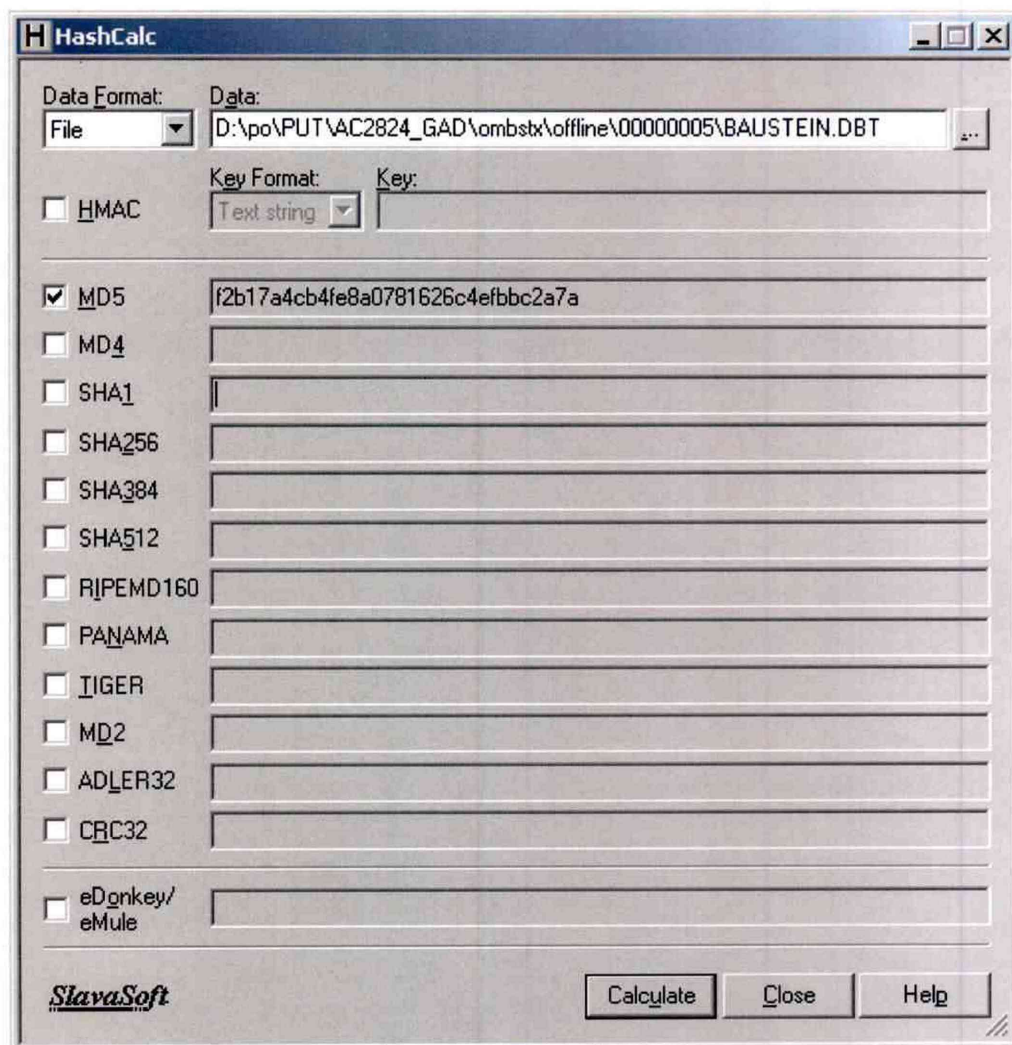 HashCalc
Data Format: Data:
File D:\po\PUT\AC2824_GAD\ombstx\offline\00000005\BAUSTEIN.DBT ...
Key Format: Key:
HMAC Text string
MD5 f2b17a4cb4fe8a0781626c4efbbc2a7a
MD4
SHA1
SHA256
SHA384
SHA512
RIPEMD160
PANAMA
TIGER
MD2
ADLER32
CRC32
eDonkey/
eMule
SlavaSoft Calculate Close Help